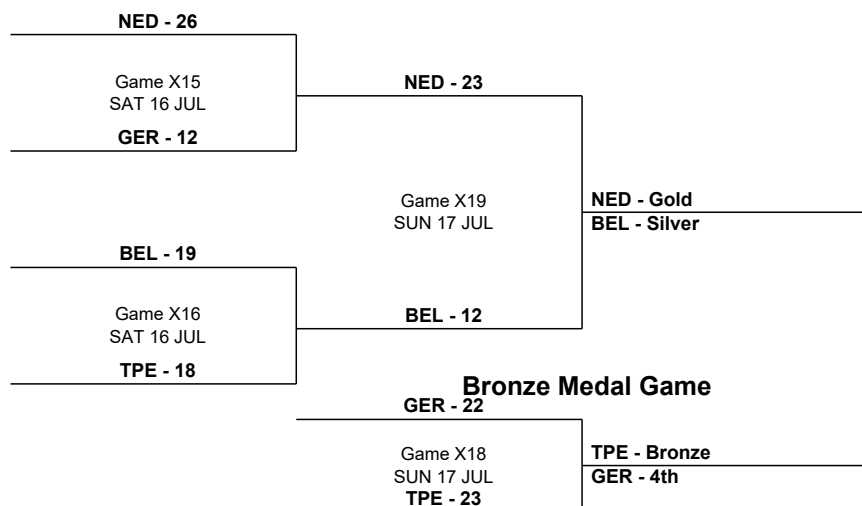 NED - 26
Game X15
SAT 16 JUL
GER - 12
NED - 23
Game X19
SUN 17 JUL
NED - Gold
BEL - Silver
BEL - 19
Game X16
SAT 16 JUL
TPE - 18
BEL - 12
Bronze Medal Game
GER - 22
Game X18
SUN 17 JUL
TPE - 23
TPE - Bronze
GER - 4th